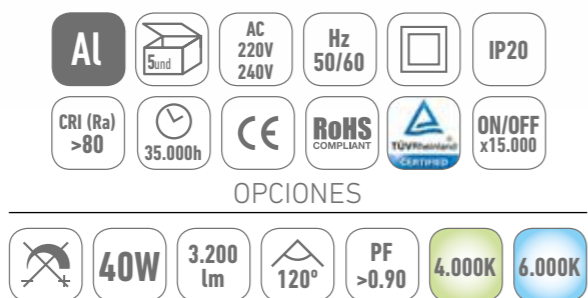 Al
5und
AC
220V
240V
Hz
50/60
IP20
CRI (Ra)
>80
35.000h
CE
RoHS
COMPLIANT
TÜVRheinland
CERTIFIED
ON/OFF
x15.000
OPCIONES
40W
3.200
lm
120º
PF
>0.90
4.000K
6.000K